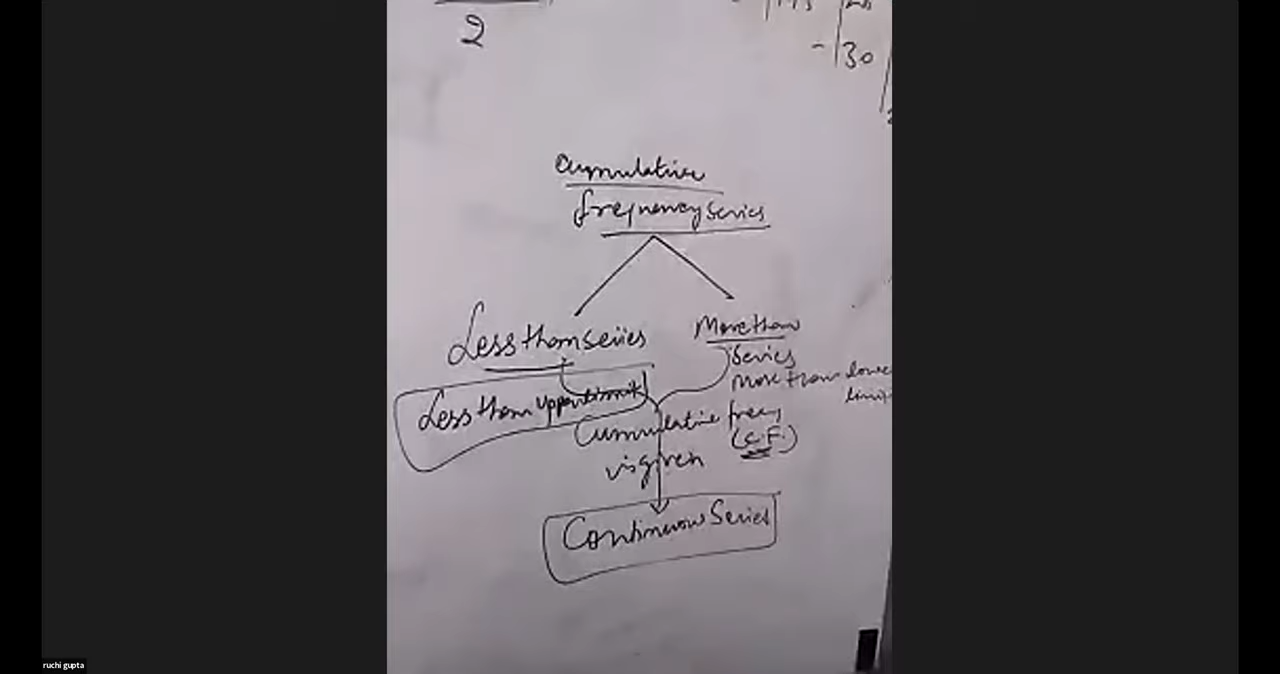 2
30
Cumulative
frequency series
Less than series
More than
series
More than lower
limit
Less than upper limit
Cumulative freq
(C.F.)
is given
Continuous Series
ruchi gupta